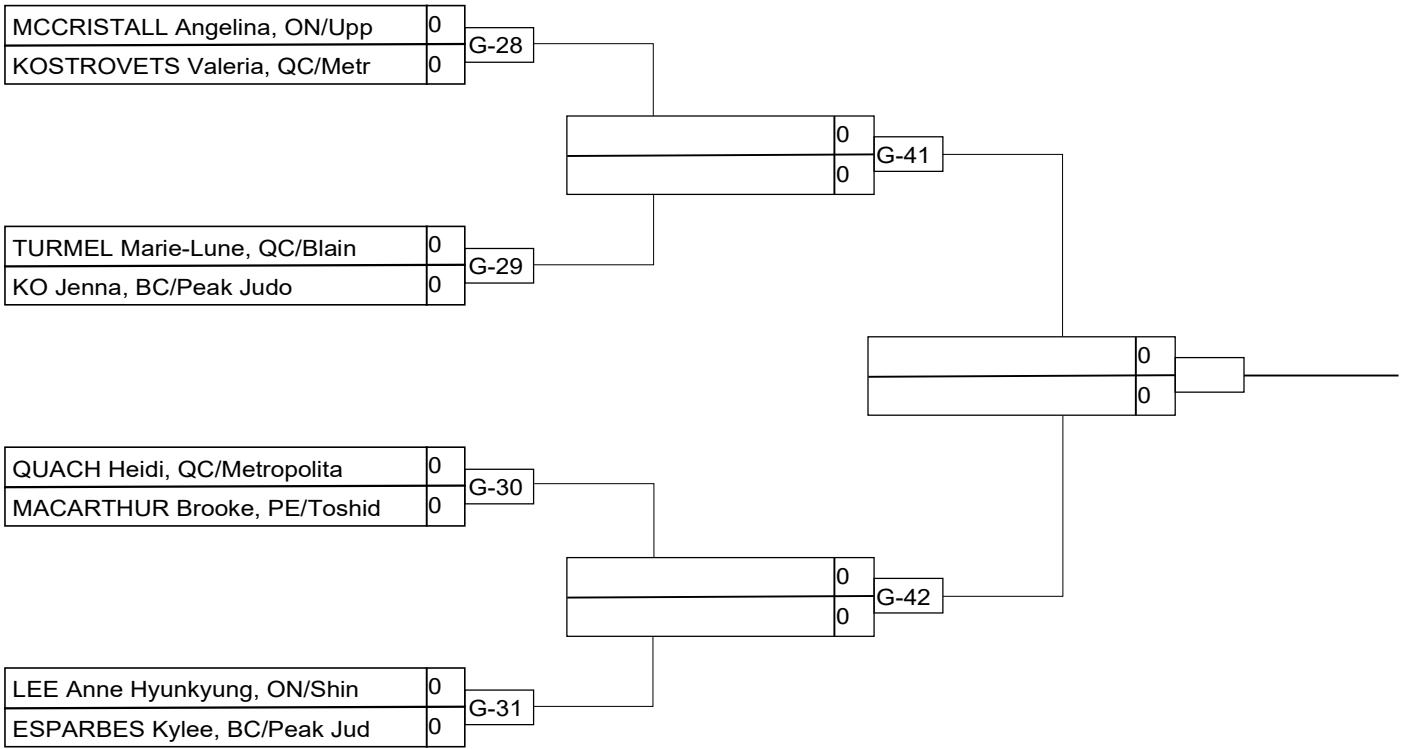 MCCRISTALL Angelina, ON/Upp 0
G-28
KOSTROVETS Valeria, QC/Metr 0
0
G-41
0
TURMEL Marie-Lune, QC/Blain 0
G-29
KO Jenna, BC/Peak Judo 0
0
0
QUACH Heidi, QC/Metropolita 0
G-30
MACARTHUR Brooke, PE/Toshid 0
0
G-42
0
LEE Anne Hyunkyung, ON/Shin 0
G-31
ESPARBES Kylee, BC/Peak Jud 0